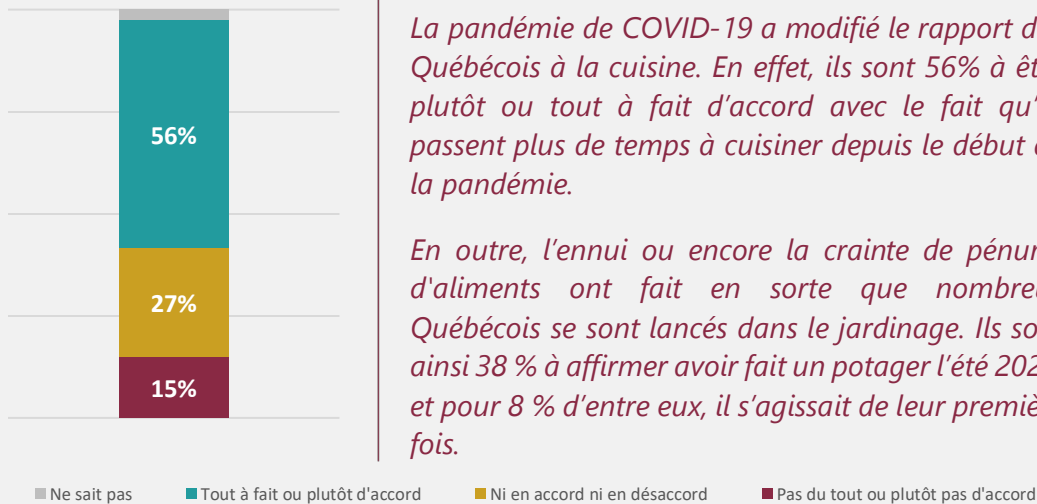 56%
27%
15%
La pandémie de COVID-19 a modifié le rapport d
Québécois à la cuisine. En effet, ils sont 56% à êt
plutôt ou tout à fait d’accord avec le fait qu’
passent plus de temps à cuisiner depuis le début
la pandémie.
En outre, l’ennui ou encore la crainte de pénur
d'aliments ont fait en sorte que nombre
Québécois se sont lancés dans le jardinage. Ils so
ainsi 38 % à affirmer avoir fait un potager l’été 202
et pour 8 % d’entre eux, il s’agissait de leur premiè
fois.
Ne sait pas Tout à fait ou plutôt d'accord Ni en accord ni en désaccord Pas du tout ou plutôt pas d'accord